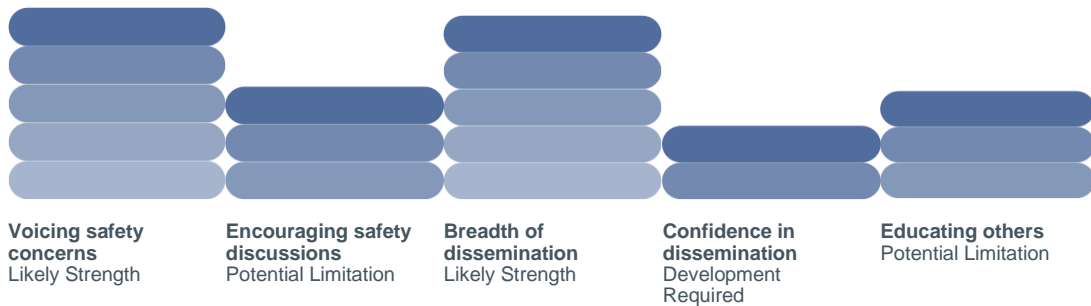 Voicing safety
concerns
Likely Strength
Encouraging safety
discussions
Potential Limitation
Breadth of
dissemination
Likely Strength
Confidence in
dissemination
Development
Required
Educating others
Potential Limitation